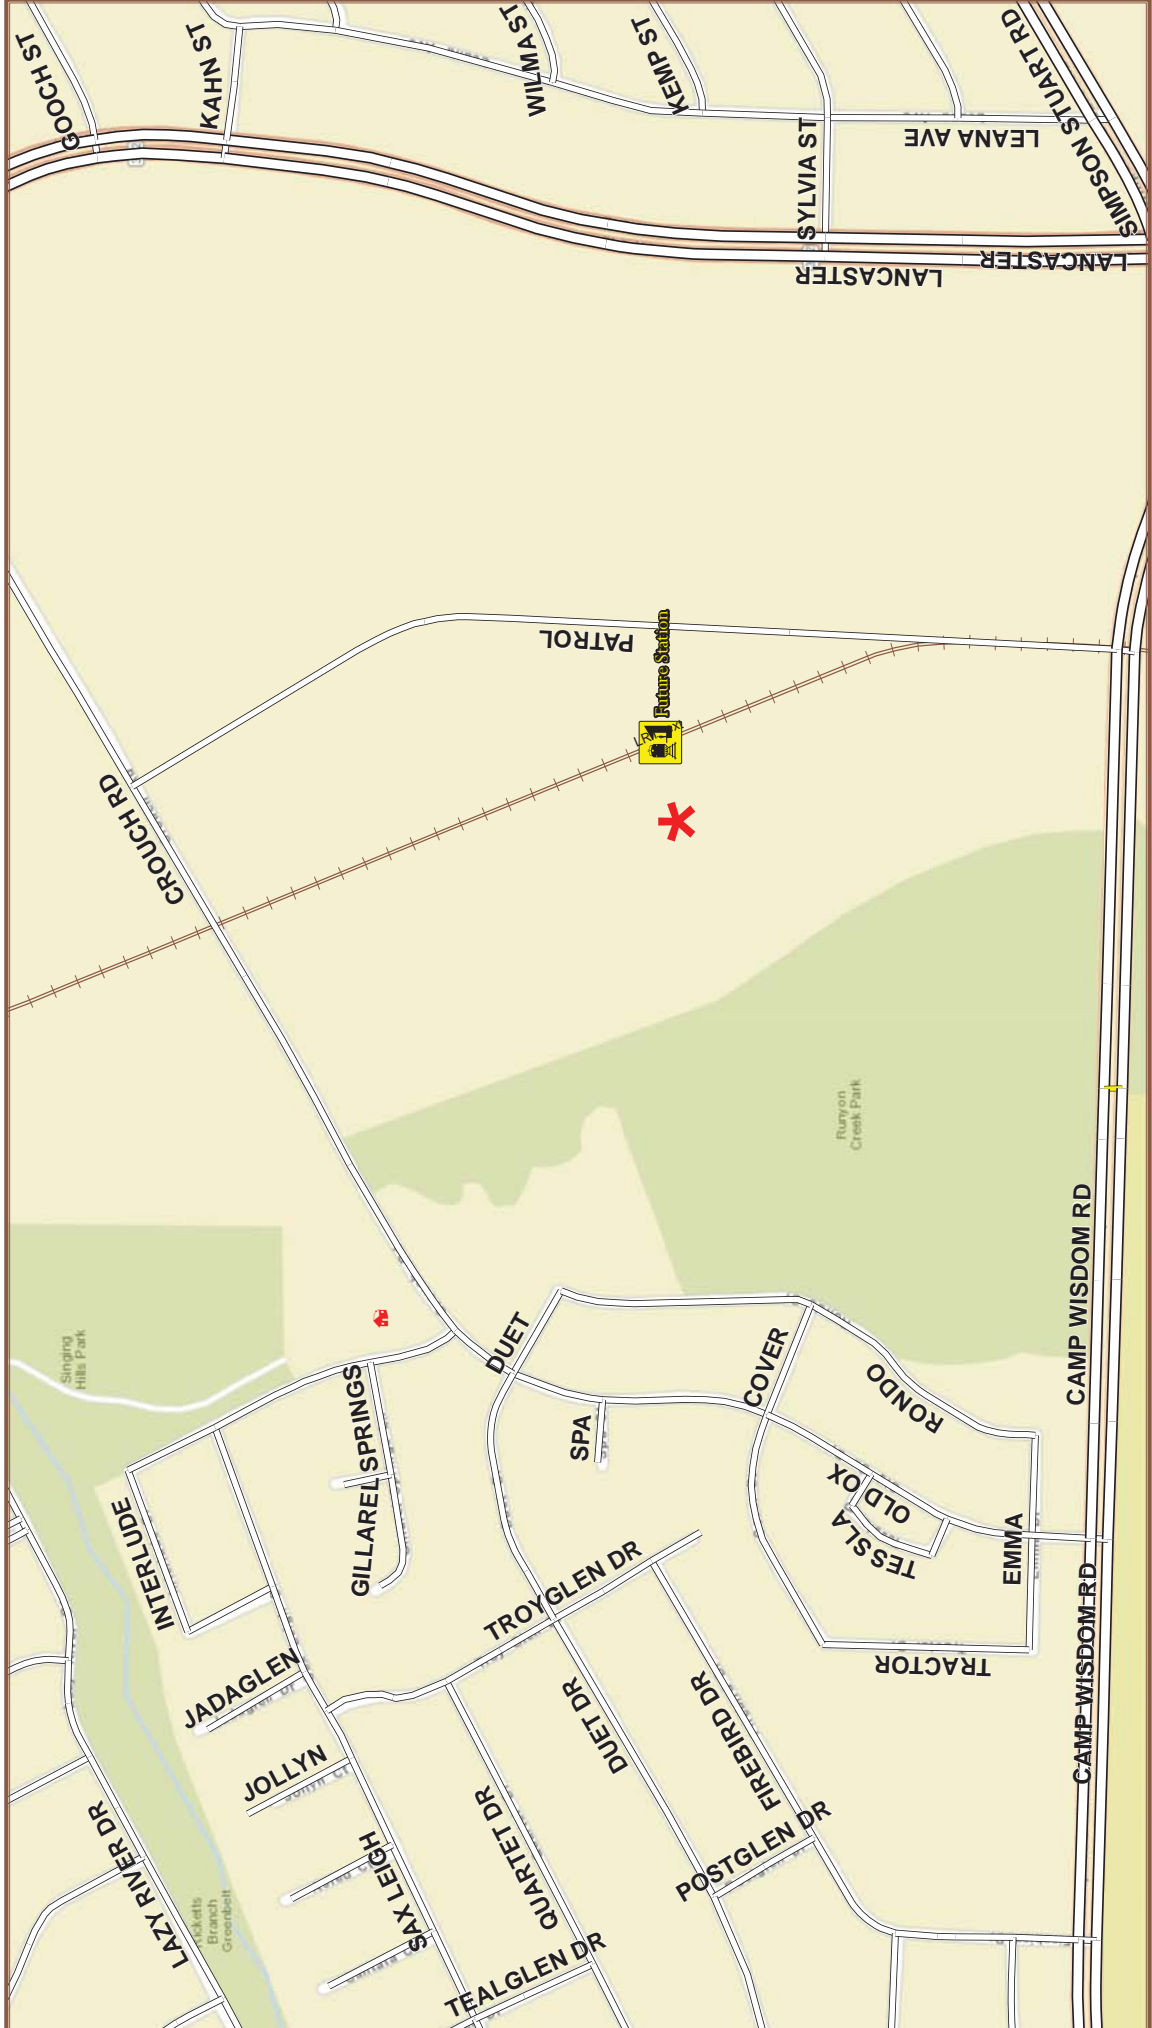 GOOCH ST
KAHN ST
WILMA ST
KEMP ST
SIMPSON STUART RD
SYLVIA ST
LEANA AVE
LANCASTER
LANCASTER
PATROL
Future Station
1
CROUCH RD
Runyon
Creek Park
Singing
Hills Park
CAMP WISDOM RD
DUET
COVER
RONDO
SPA
GILLAREL SPRINGS
INTERLUDE
OLD OX
TESSLA
EMMA
TROYGLEN DR
TRACTOR
CAMP WISDOM RD
JADAGLEN
JOLLYN
DUET DR
FIREBIRD DR
QUARTET DR
POSTGLEN DR
LAZY RIVER DR
SAX LEIGH
Ricketts
Branch
Greenbelt
TEALGLEN DR